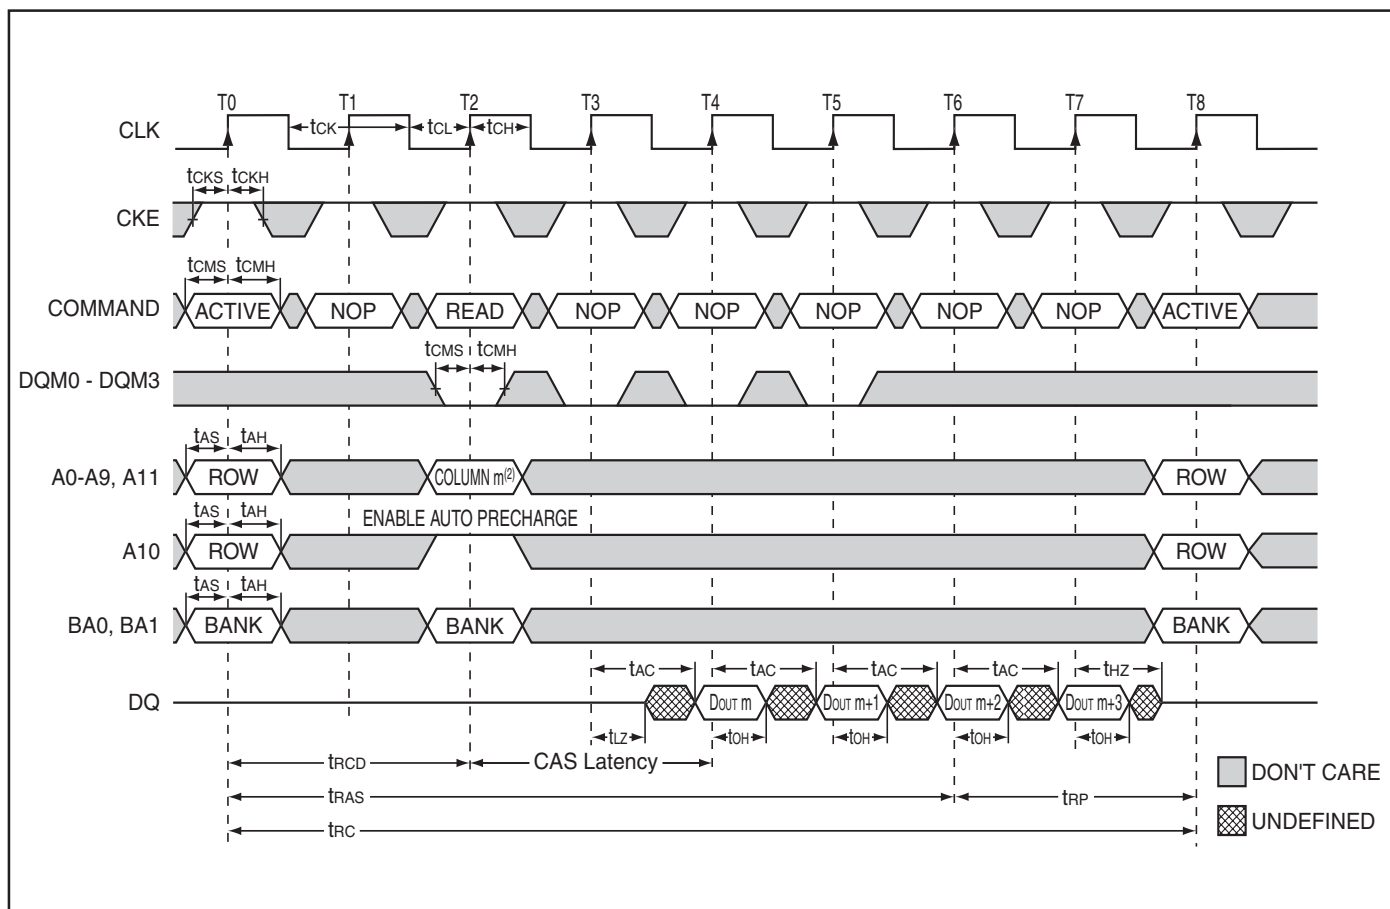 T0 T1 T2 T3 T4 T5 T6 T7 T8
CLK tCK tCL tCH
tCKS tCKH
CKE
tCMS tCMH
COMMAND ACTIVE NOP READ NOP NOP NOP NOP NOP ACTIVE
tCMS tCMH
DQM0 - DQM3
tAS tAH
A0-A9, A11 ROW COLUMN m(2) ROW
tAS tAH ENABLE AUTO PRECHARGE
A10 ROW ROW
tAS tAH
BA0, BA1 BANK BANK BANK
tAC tAC tAC tAC tHZ
DQ DOUT m DOUT m+1 DOUT m+2 DOUT m+3
tLZ tOH tOH tOH tOH
tRCD CAS Latency
DON'T CARE
tRAS tRP
UNDEFINED
tRC